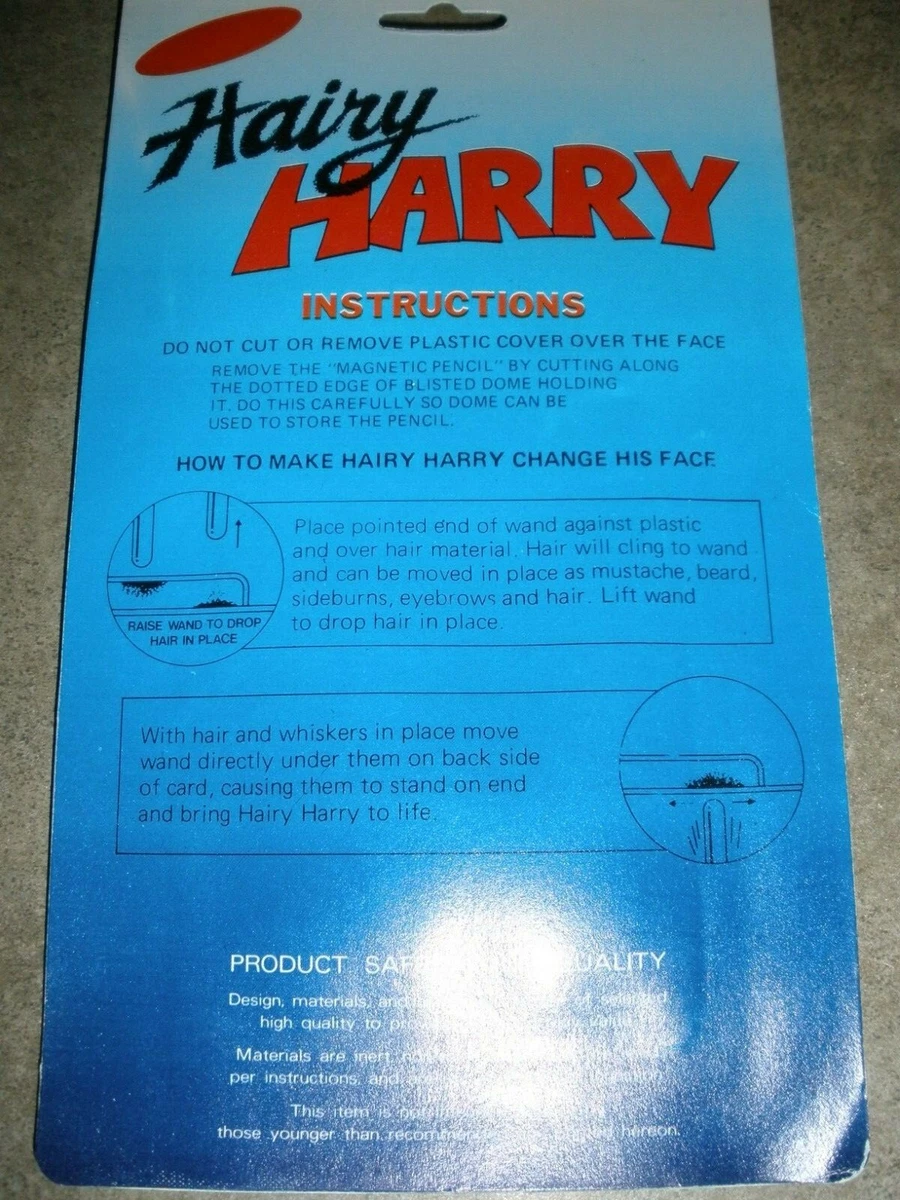 Hairy
HARRY
INSTRUCTIONS
DO NOT CUT OR REMOVE PLASTIC COVER OVER THE FACE
REMOVE THE "MAGNETIC PENCIL" BY CUTTING ALONG
THE DOTTED EDGE OF BLISTED DOME HOLDING
IT. DO THIS CAREFULLY SO DOME CAN BE
USED TO STORE THE PENCIL.
HOW TO MAKE HAIRY HARRY CHANGE HIS FACE
Place pointed end of wand against plastic
and over hair material. Hair will cling to wand
and can be moved in place as mustache, beard,
sideburns, eyebrows and hair. Lift wand
to drop hair in place.
RAISE WAND TO DROP
HAIR IN PLACE
With hair and whiskers in place move
wand directly under them on back side
of card, causing them to stand on end
and bring Hairy Harry to life.
PRODUCT QUALITY
Design, materials, and of selected
high quality to
Materials are inert,
per instructions, and
This item is
those younger than hereon.